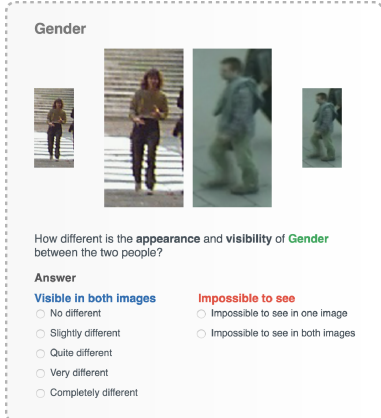 Gender
How different is the appearance and visibility of Gender
between the two people?
Answer
Visible in both images
No different
Slightly different
Quite different
Very different
Completely different
Impossible to see
Impossible to see in one image
Impossible to see in both images